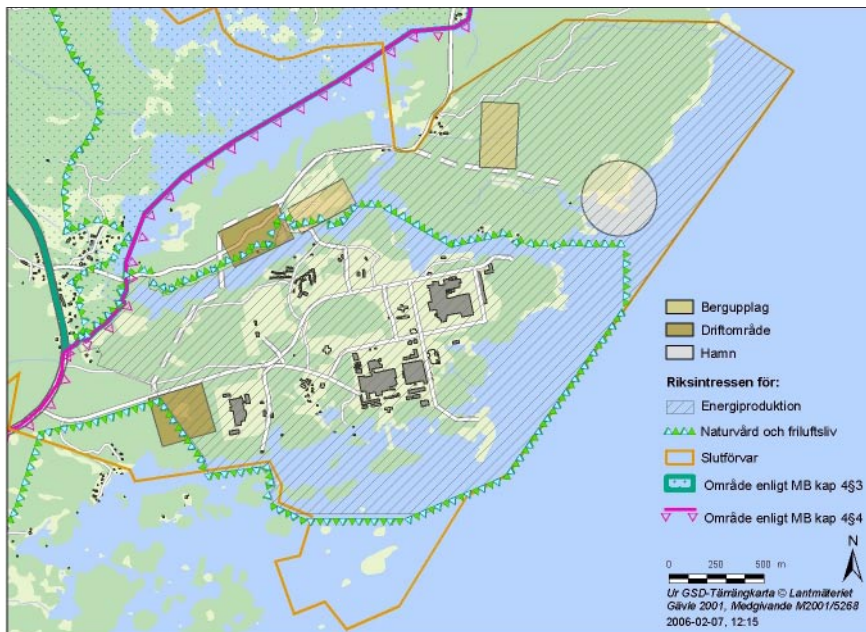 Bergupplag
Driftområde
Hamn
Riksintressen för:
Energiproduktion
Naturvård och friluftsliv
Slutförvar
Område enligt MB kap 4§3
Område enligt MB kap 4§4
N
0 250 500 m
Ur GSD-Tärrängkarta © Lantmäteriet
Gävle 2001, Medgivande M2001/5268
2006-02-07, 12:15